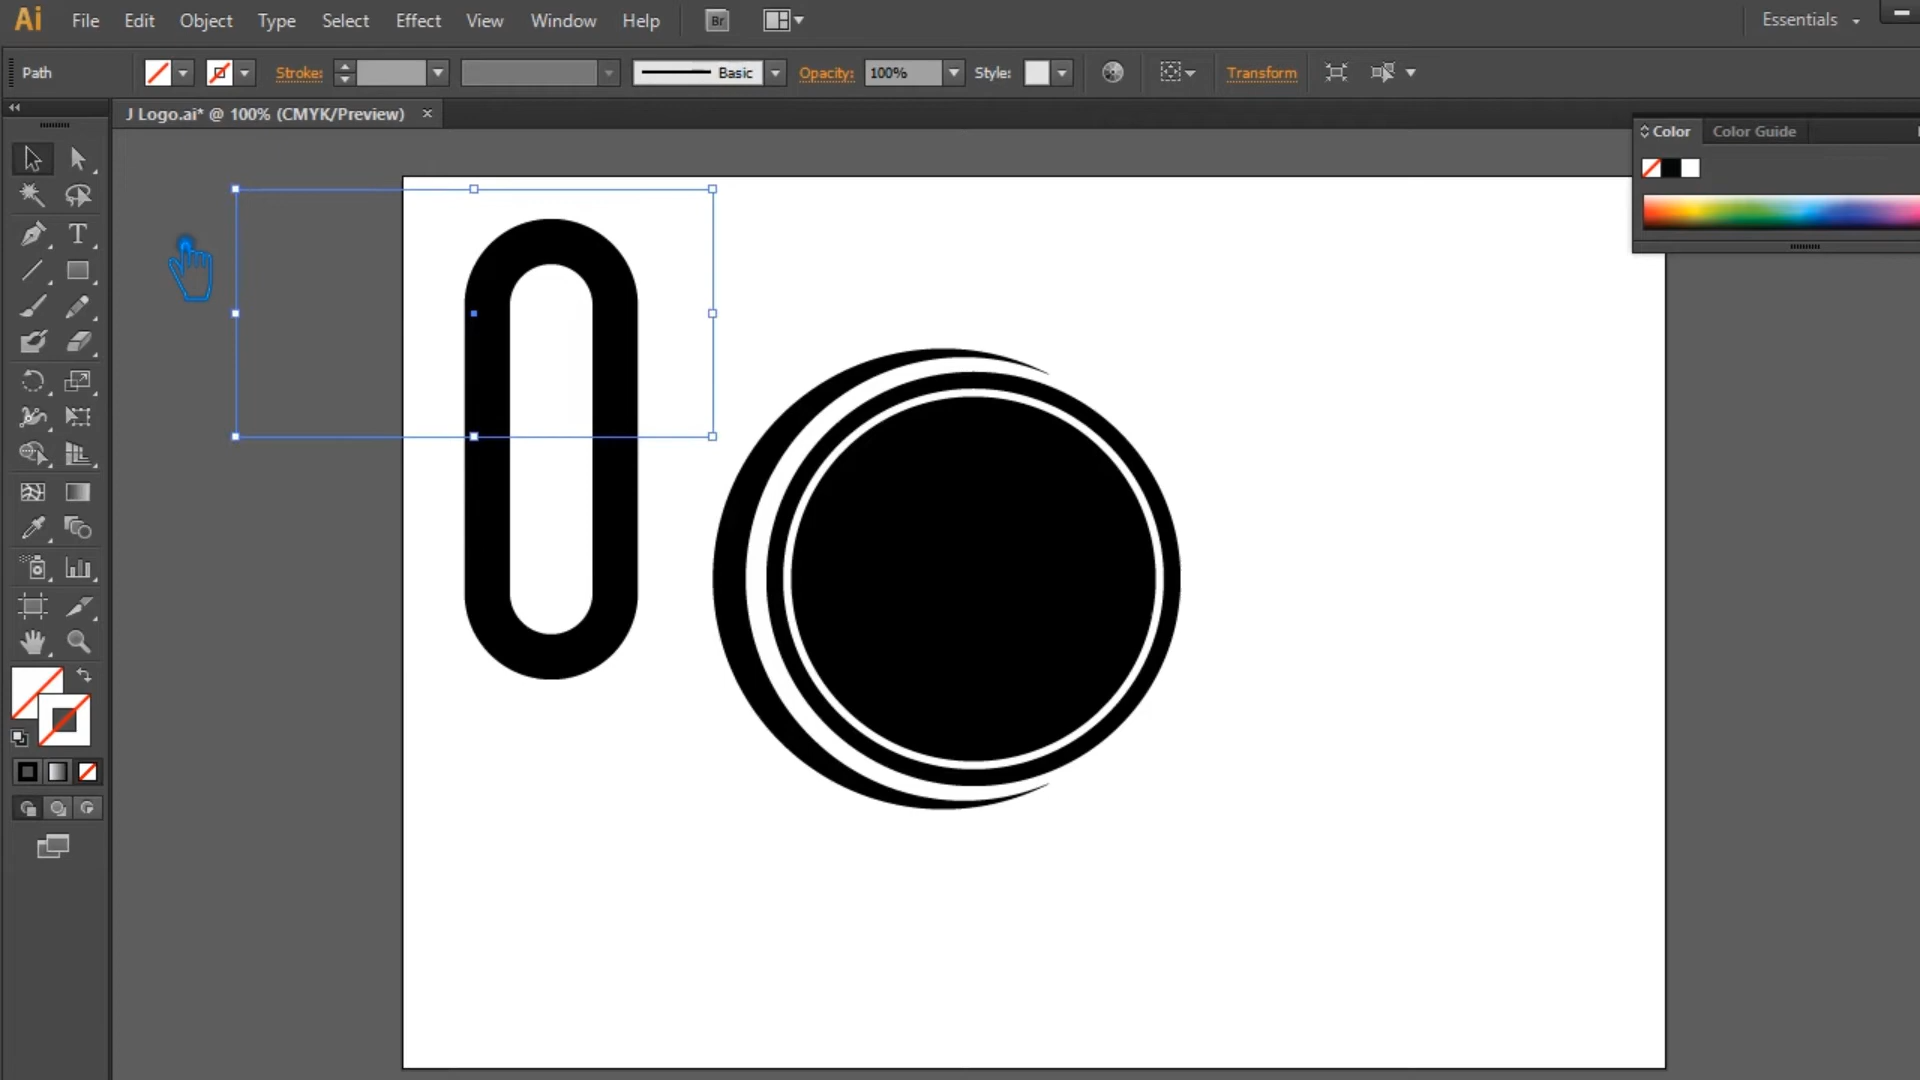 Ai File Edit Object Type Select Effect View Window Help Br Essentials
Path Stroke: Basic Opacity: 100% Style: Transform
J Logo.ai* @ 100% (CMYK/Preview) ×
Color Color Guide
T